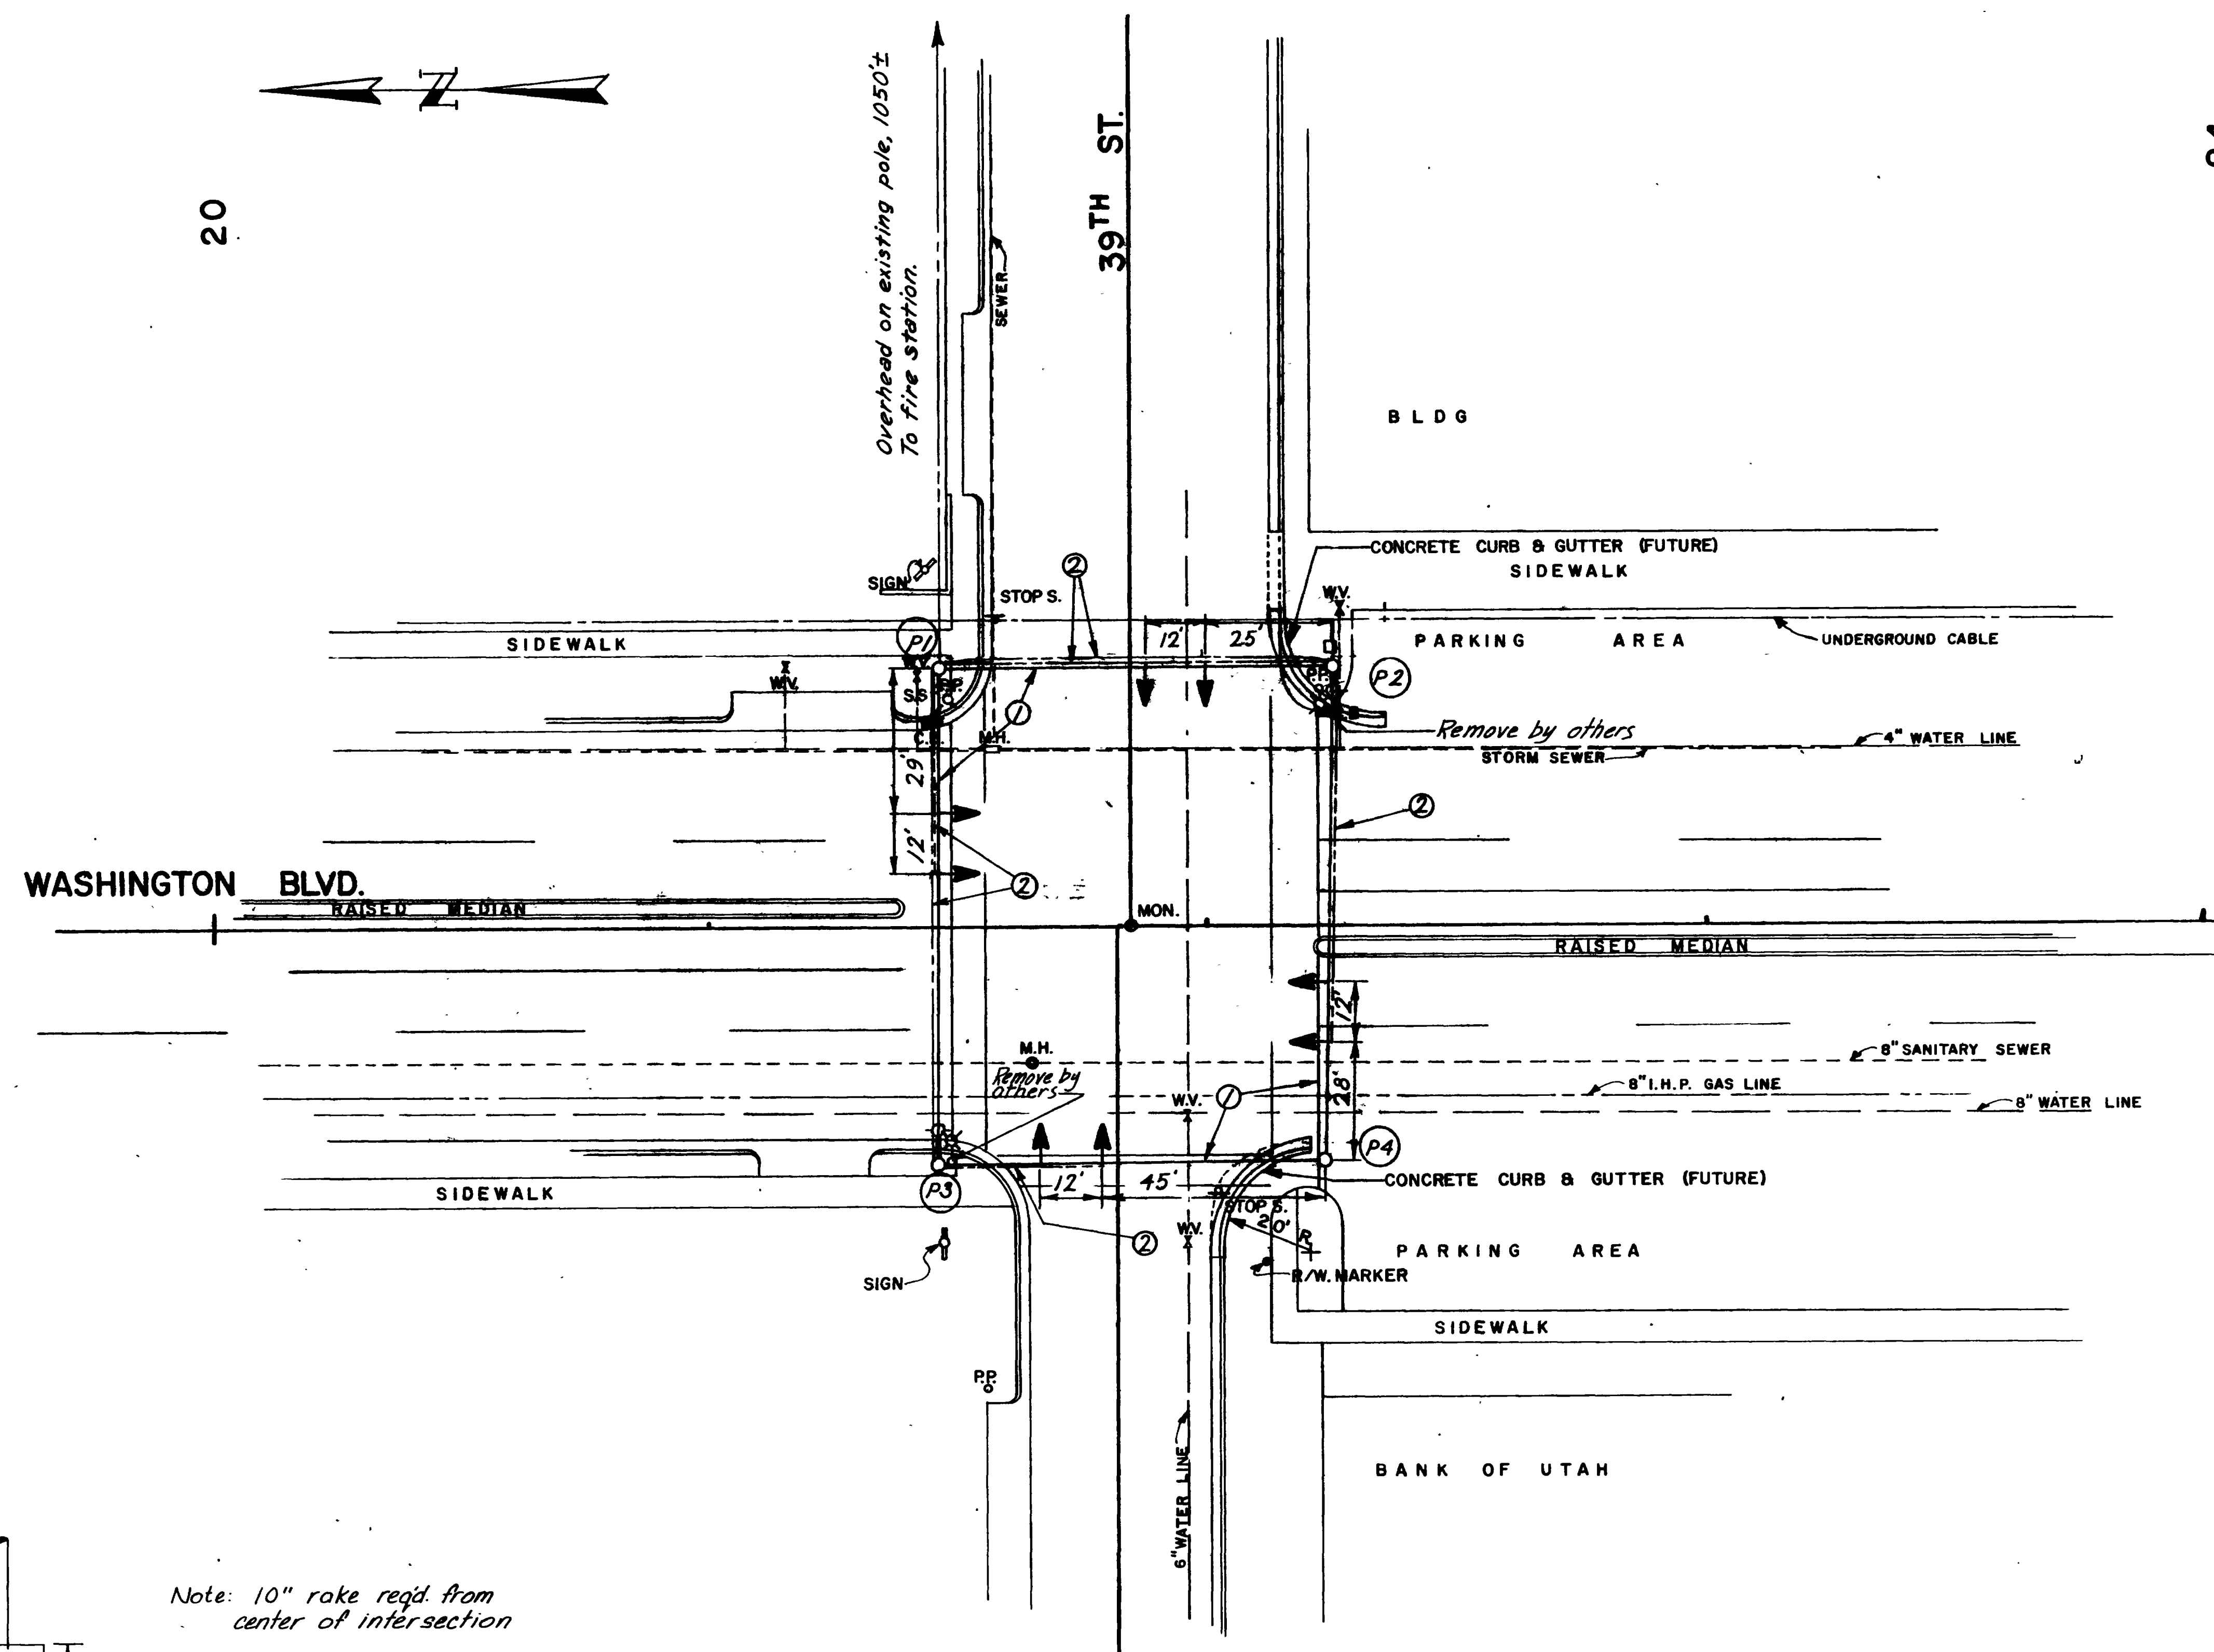 N
20
Overhead on existing pole, 1050'±
To fire station.
39TH ST.
SEWER
BLDG
CONCRETE CURB & GUTTER (FUTURE)
SIDEWALK
SIGN
STOP S.
2
W.V.
P1
SIDEWALK
12'
25'
PARKING AREA
UNDERGROUND CABLE
W.V.
P.P.
P.P.
P2
S.S.
1
M.H.
Remove by others
4" WATER LINE
STORM SEWER
29'
2
12'
2
WASHINGTON BLVD.
RAISED MEDIAN
MON.
RAISED MEDIAN
12'
M.H.
8" SANITARY SEWER
Remove by
others
8" I.H.P. GAS LINE
W.V.
1
28'
8" WATER LINE
P4
SIDEWALK
P3
12'
45'
CONCRETE CURB & GUTTER (FUTURE)
STOP S.
20'
R
2
W.V.
PARKING AREA
SIGN
R/W. MARKER
SIDEWALK
P.P.
BANK OF UTAH
6" WATER LINE
Note: 10" rake req'd. from
center of intersection